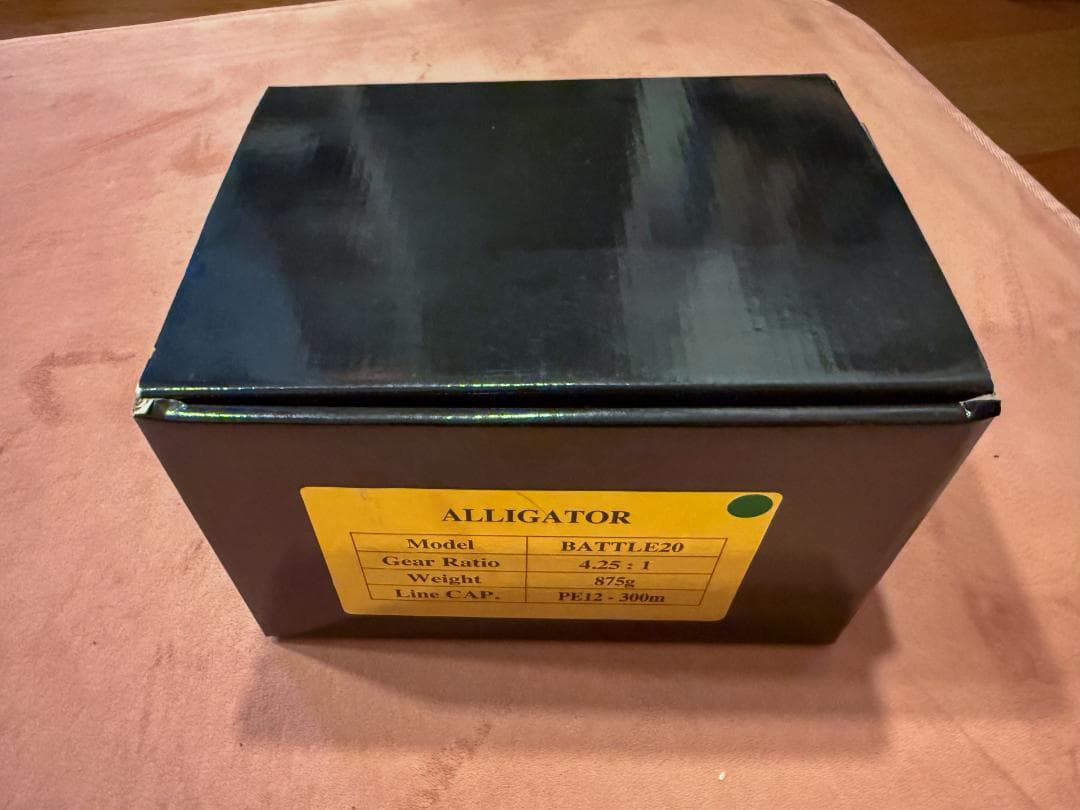 ALLIGATOR
Model BATTLE20
Gear Ratio 4.25 : 1
Weight 875g
Line CAP. PE12 - 300m